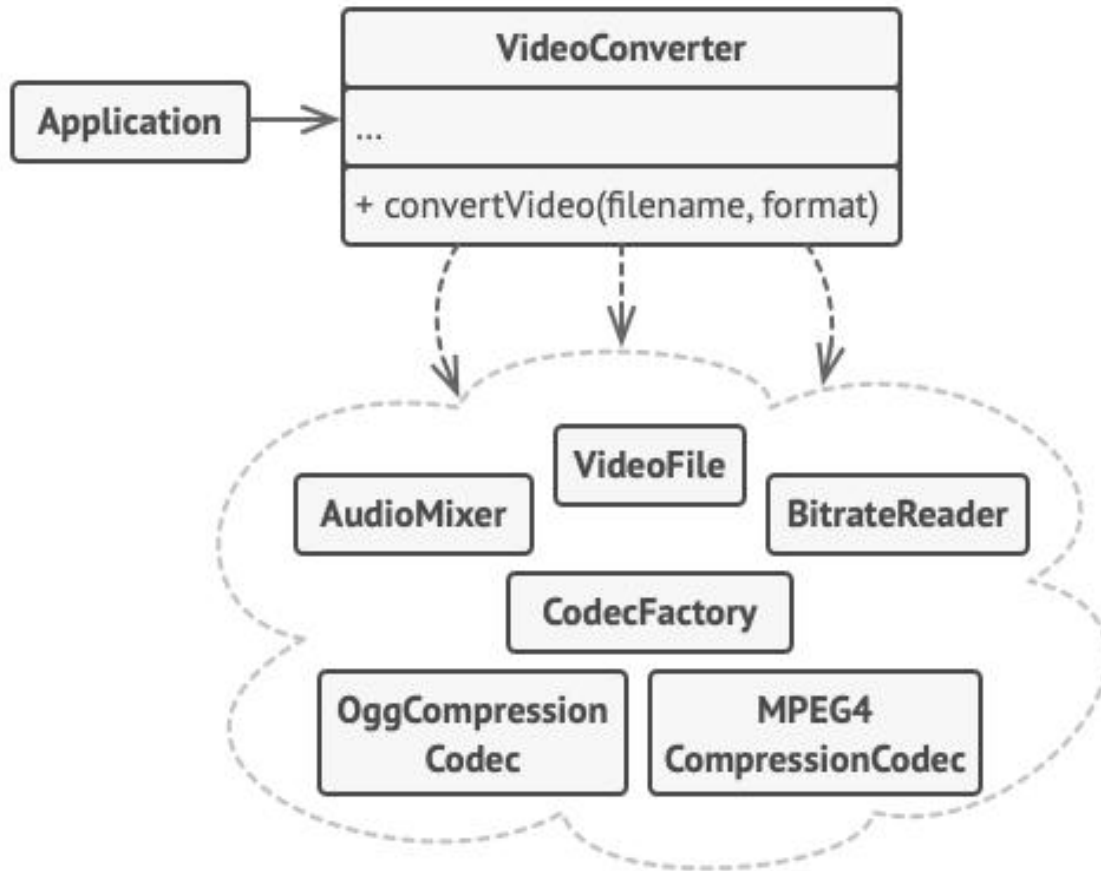 VideoConverter
Application
...
+ convertVideo(filename, format)
VideoFile
AudioMixer
BitrateReader
CodecFactory
OggCompression
Codec
MPEG4
CompressionCodec